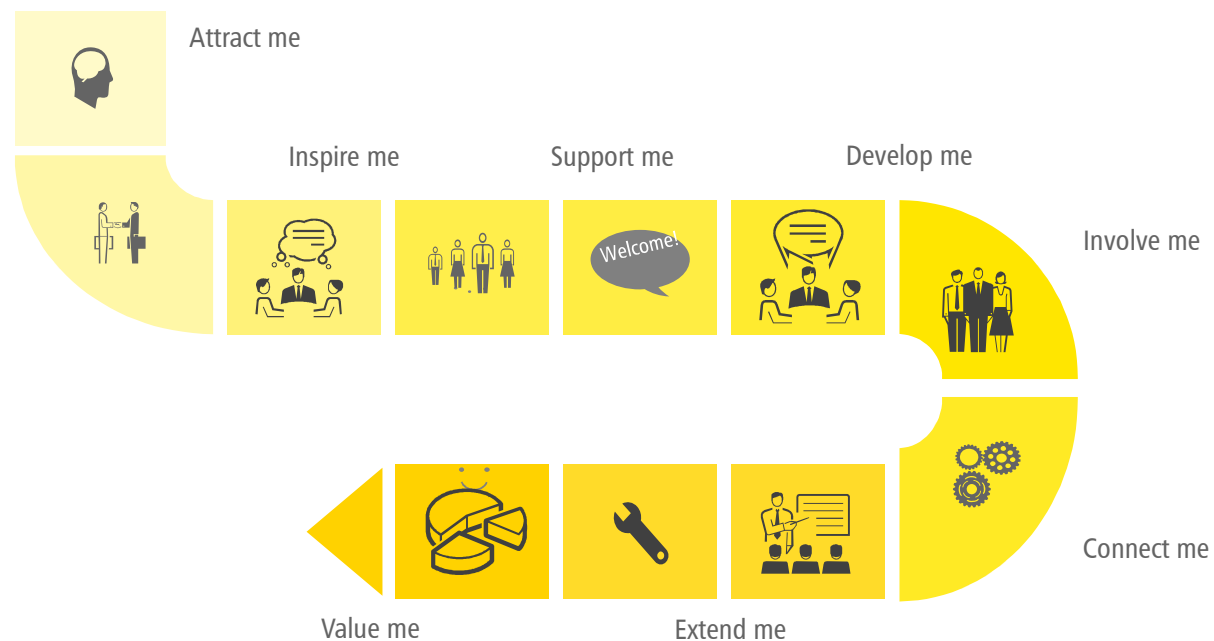 Attract me
Inspire me
Support me
Develop me
Welcome!
Involve me
Connect me
Value me
Extend me